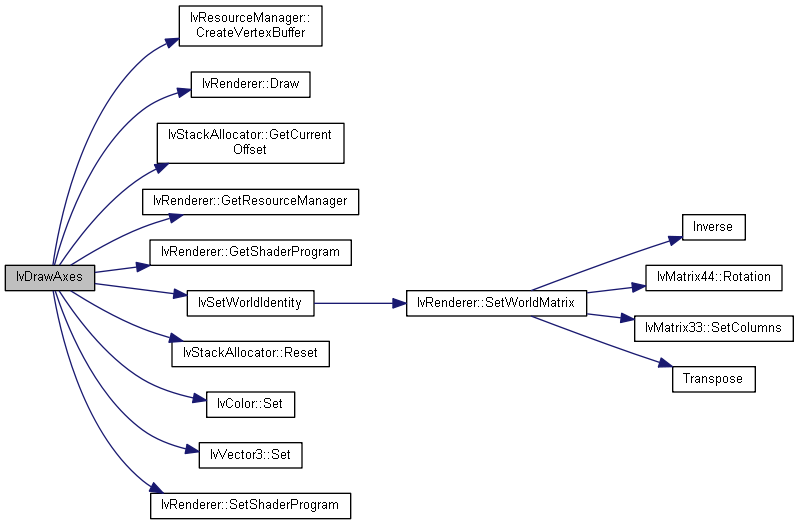 IvDrawAxes
IvResourceManager::
CreateVertexBuffer
IvRenderer::Draw
IvStackAllocator::GetCurrent
Offset
IvRenderer::GetResourceManager
IvRenderer::GetShaderProgram
IvSetWorldIdentity
IvStackAllocator::Reset
IvColor::Set
IvVector3::Set
IvRenderer::SetShaderProgram
IvRenderer::SetWorldMatrix
Inverse
IvMatrix44::Rotation
IvMatrix33::SetColumns
Transpose